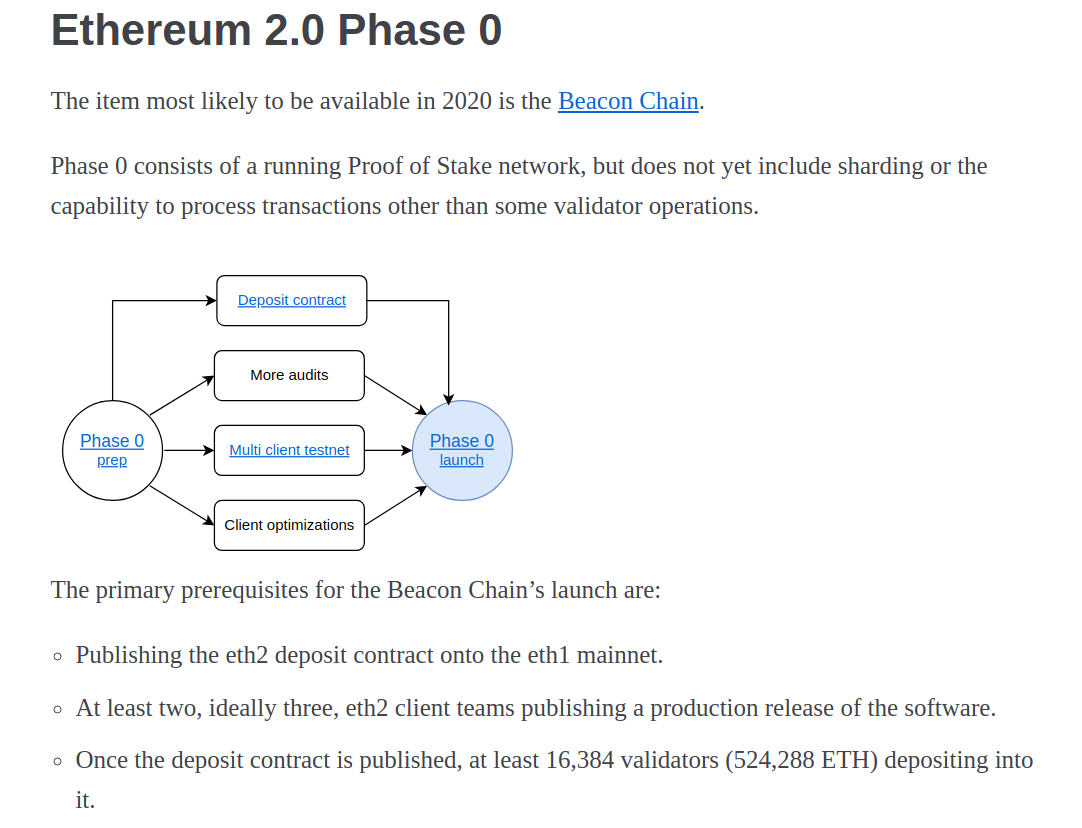 Ethereum 2.0 Phase 0
The item most likely to be available in 2020 is the Beacon Chain.
Phase 0 consists of a running Proof of Stake network, but does not yet include sharding or the
capability to process transactions other than some validator operations.
Deposit contract
More audits
Phase 0
prep
Multi client testnet
Phase 0
launch
Client optimizations
The primary prerequisites for the Beacon Chain’s launch are:
◦ Publishing the eth2 deposit contract onto the eth1 mainnet.
◦ At least two, ideally three, eth2 client teams publishing a production release of the software.
◦ Once the deposit contract is published, at least 16,384 validators (524,288 ETH) depositing into
it.